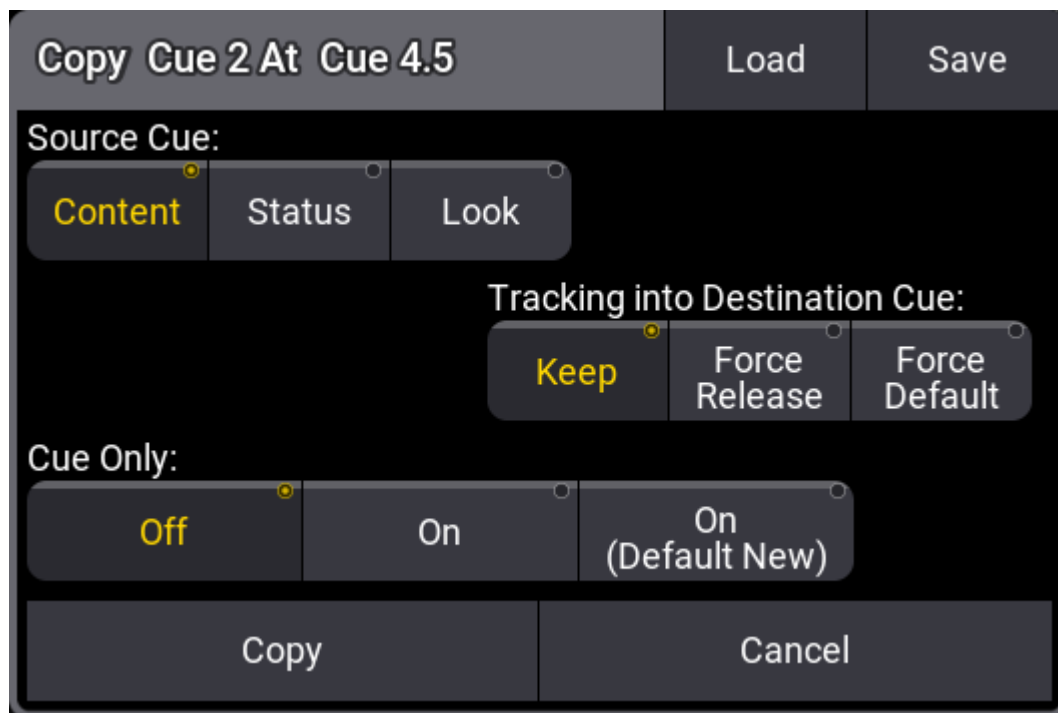 Copy Cue 2 At Cue 4.5
Load
Save
Source Cue:
Content
Status
Look
Tracking into Destination Cue:
Keep
Force
Release
Force
Default
Cue Only:
Off
On
On
(Default New)
Copy
Cancel